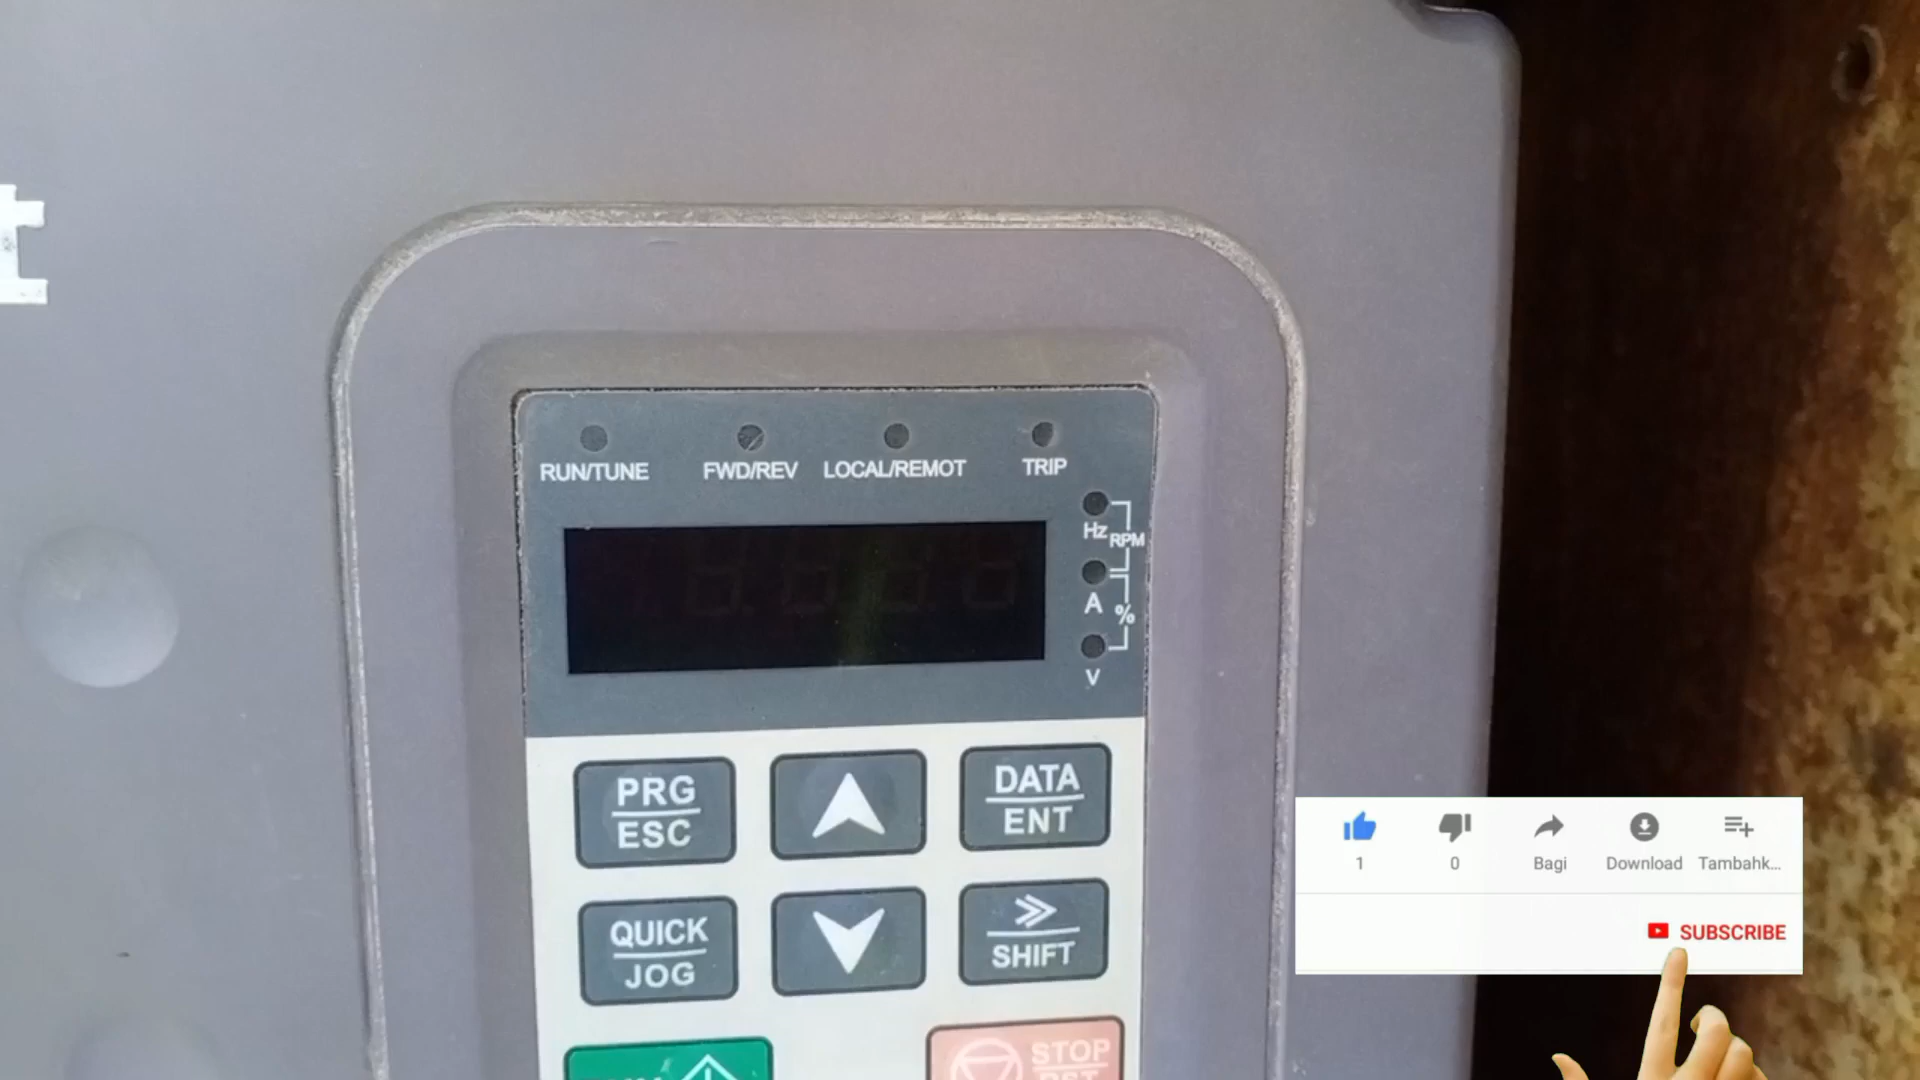 RUN/TUNE FWD/REV LOCAL/REMOT TRIP
Hz RPM
A %
V
PRG DATA
ESC ENT
QUICK
JOG SHIFT
STOP
1 0 Bagi Download Tambahk...
SUBSCRIBE